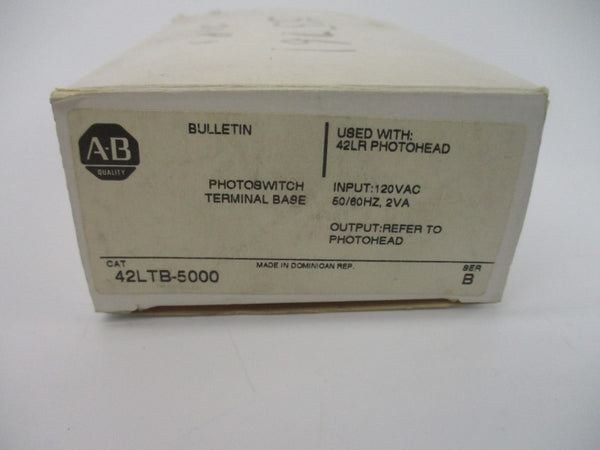 A-B
QUALITY
BULLETIN
USED WITH:
42LR PHOTOHEAD
PHOTOSWITCH
TERMINAL BASE
INPUT:120VAC
50/60HZ, 2VA
OUTPUT:REFER TO
PHOTOHEAD
CAT
42LTB-5000
MADE IN DOMINICAN REP.
SER
B